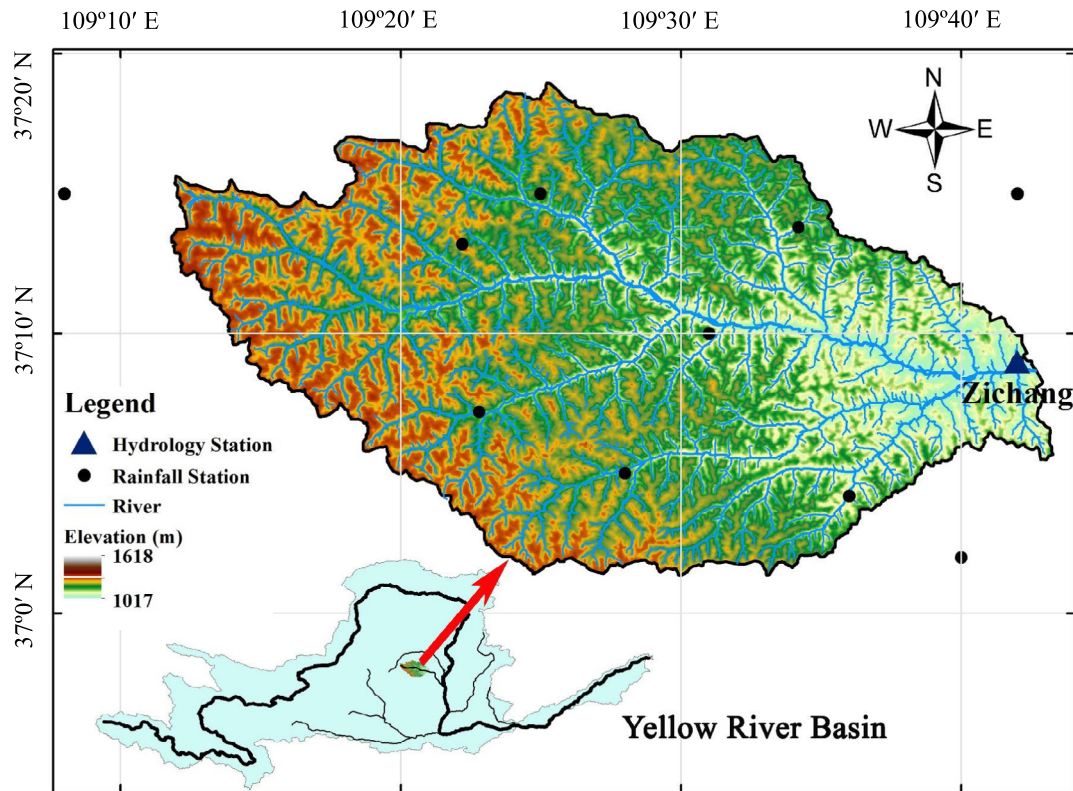 109º10′ E 109º20′ E 109º30′ E 109º40′ E
37º20′ N
N
W E
S
37º10′ N
Zichang
Legend
Hydrology Station
Rainfall Station
River
Elevation (m)
1618
1017
37º0′ N
Yellow River Basin